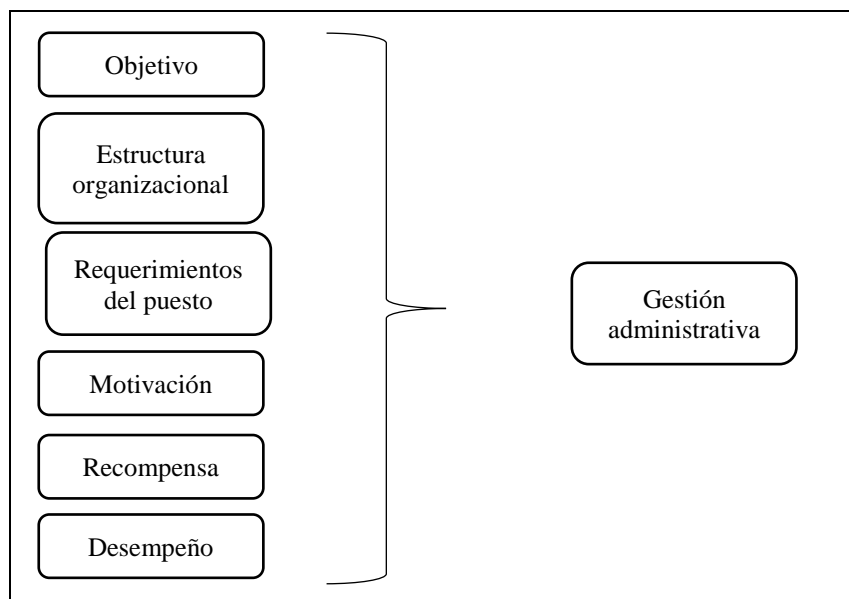 Objetivo
Estructura
organizacional
Requerimientos
del puesto
Motivación
Recompensa
Desempeño
Gestión
administrativa